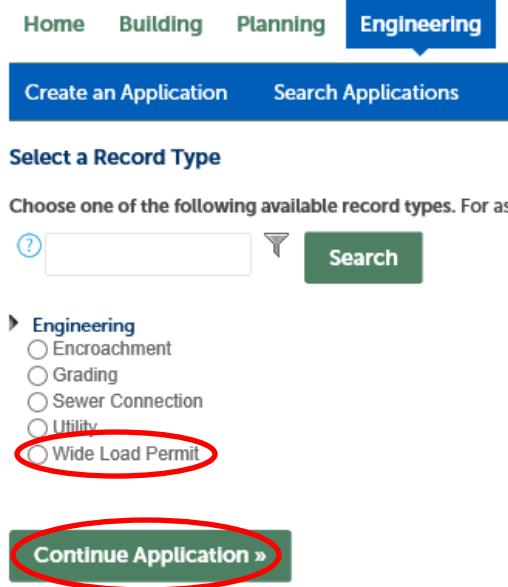 Home Building Planning Engineering
Create an Application Search Applications
Select a Record Type
Choose one of the following available record types. For as
?
Search
Engineering
Encroachment
Grading
Sewer Connection
Utility
Wide Load Permit
Continue Application »